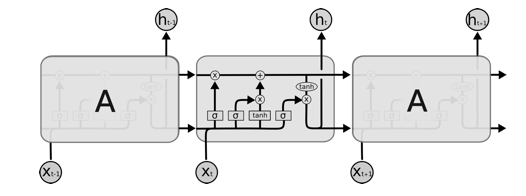 ht-1 ht ht+1
× +
tanh
A × × A
σ σ tanh σ
xt-1 xt xt+1